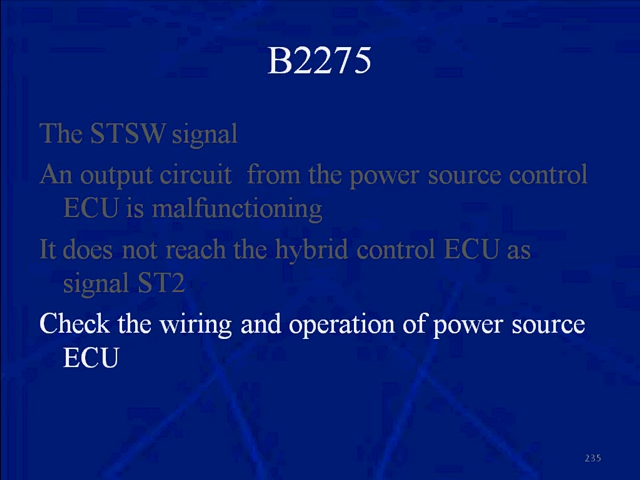 B2275
The STSW signal
An output circuit from the power source control
ECU is malfunctioning
It does not reach the hybrid control ECU as
signal ST2
Check the wiring and operation of power source
ECU
235